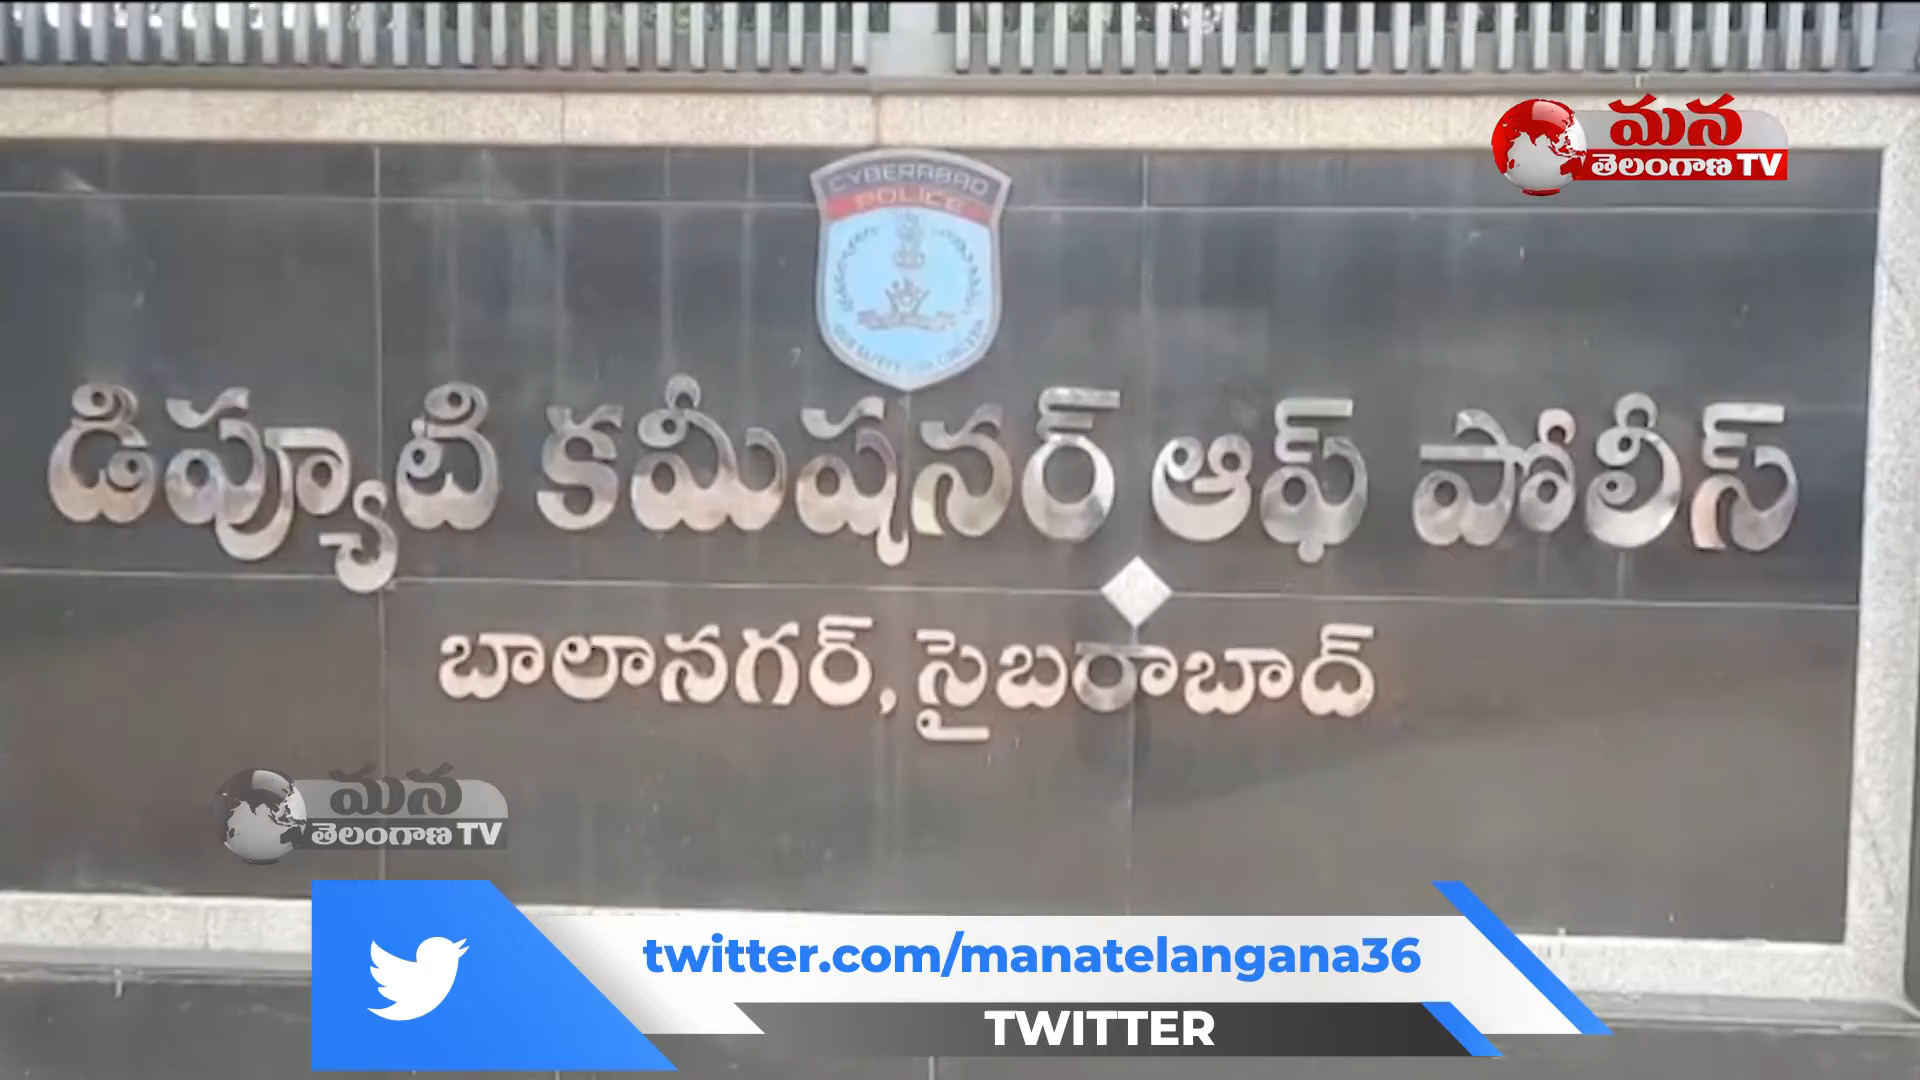 మన
తెలంగాణ TV
CYBERABAD
POLICE
డిప్యూటి కమీషనర్ ఆఫ్ పోలీస్
బాలానగర్, సైబరాబాద్
మన
తెలంగాణ TV
twitter.com/manatelangana36
TWITTER